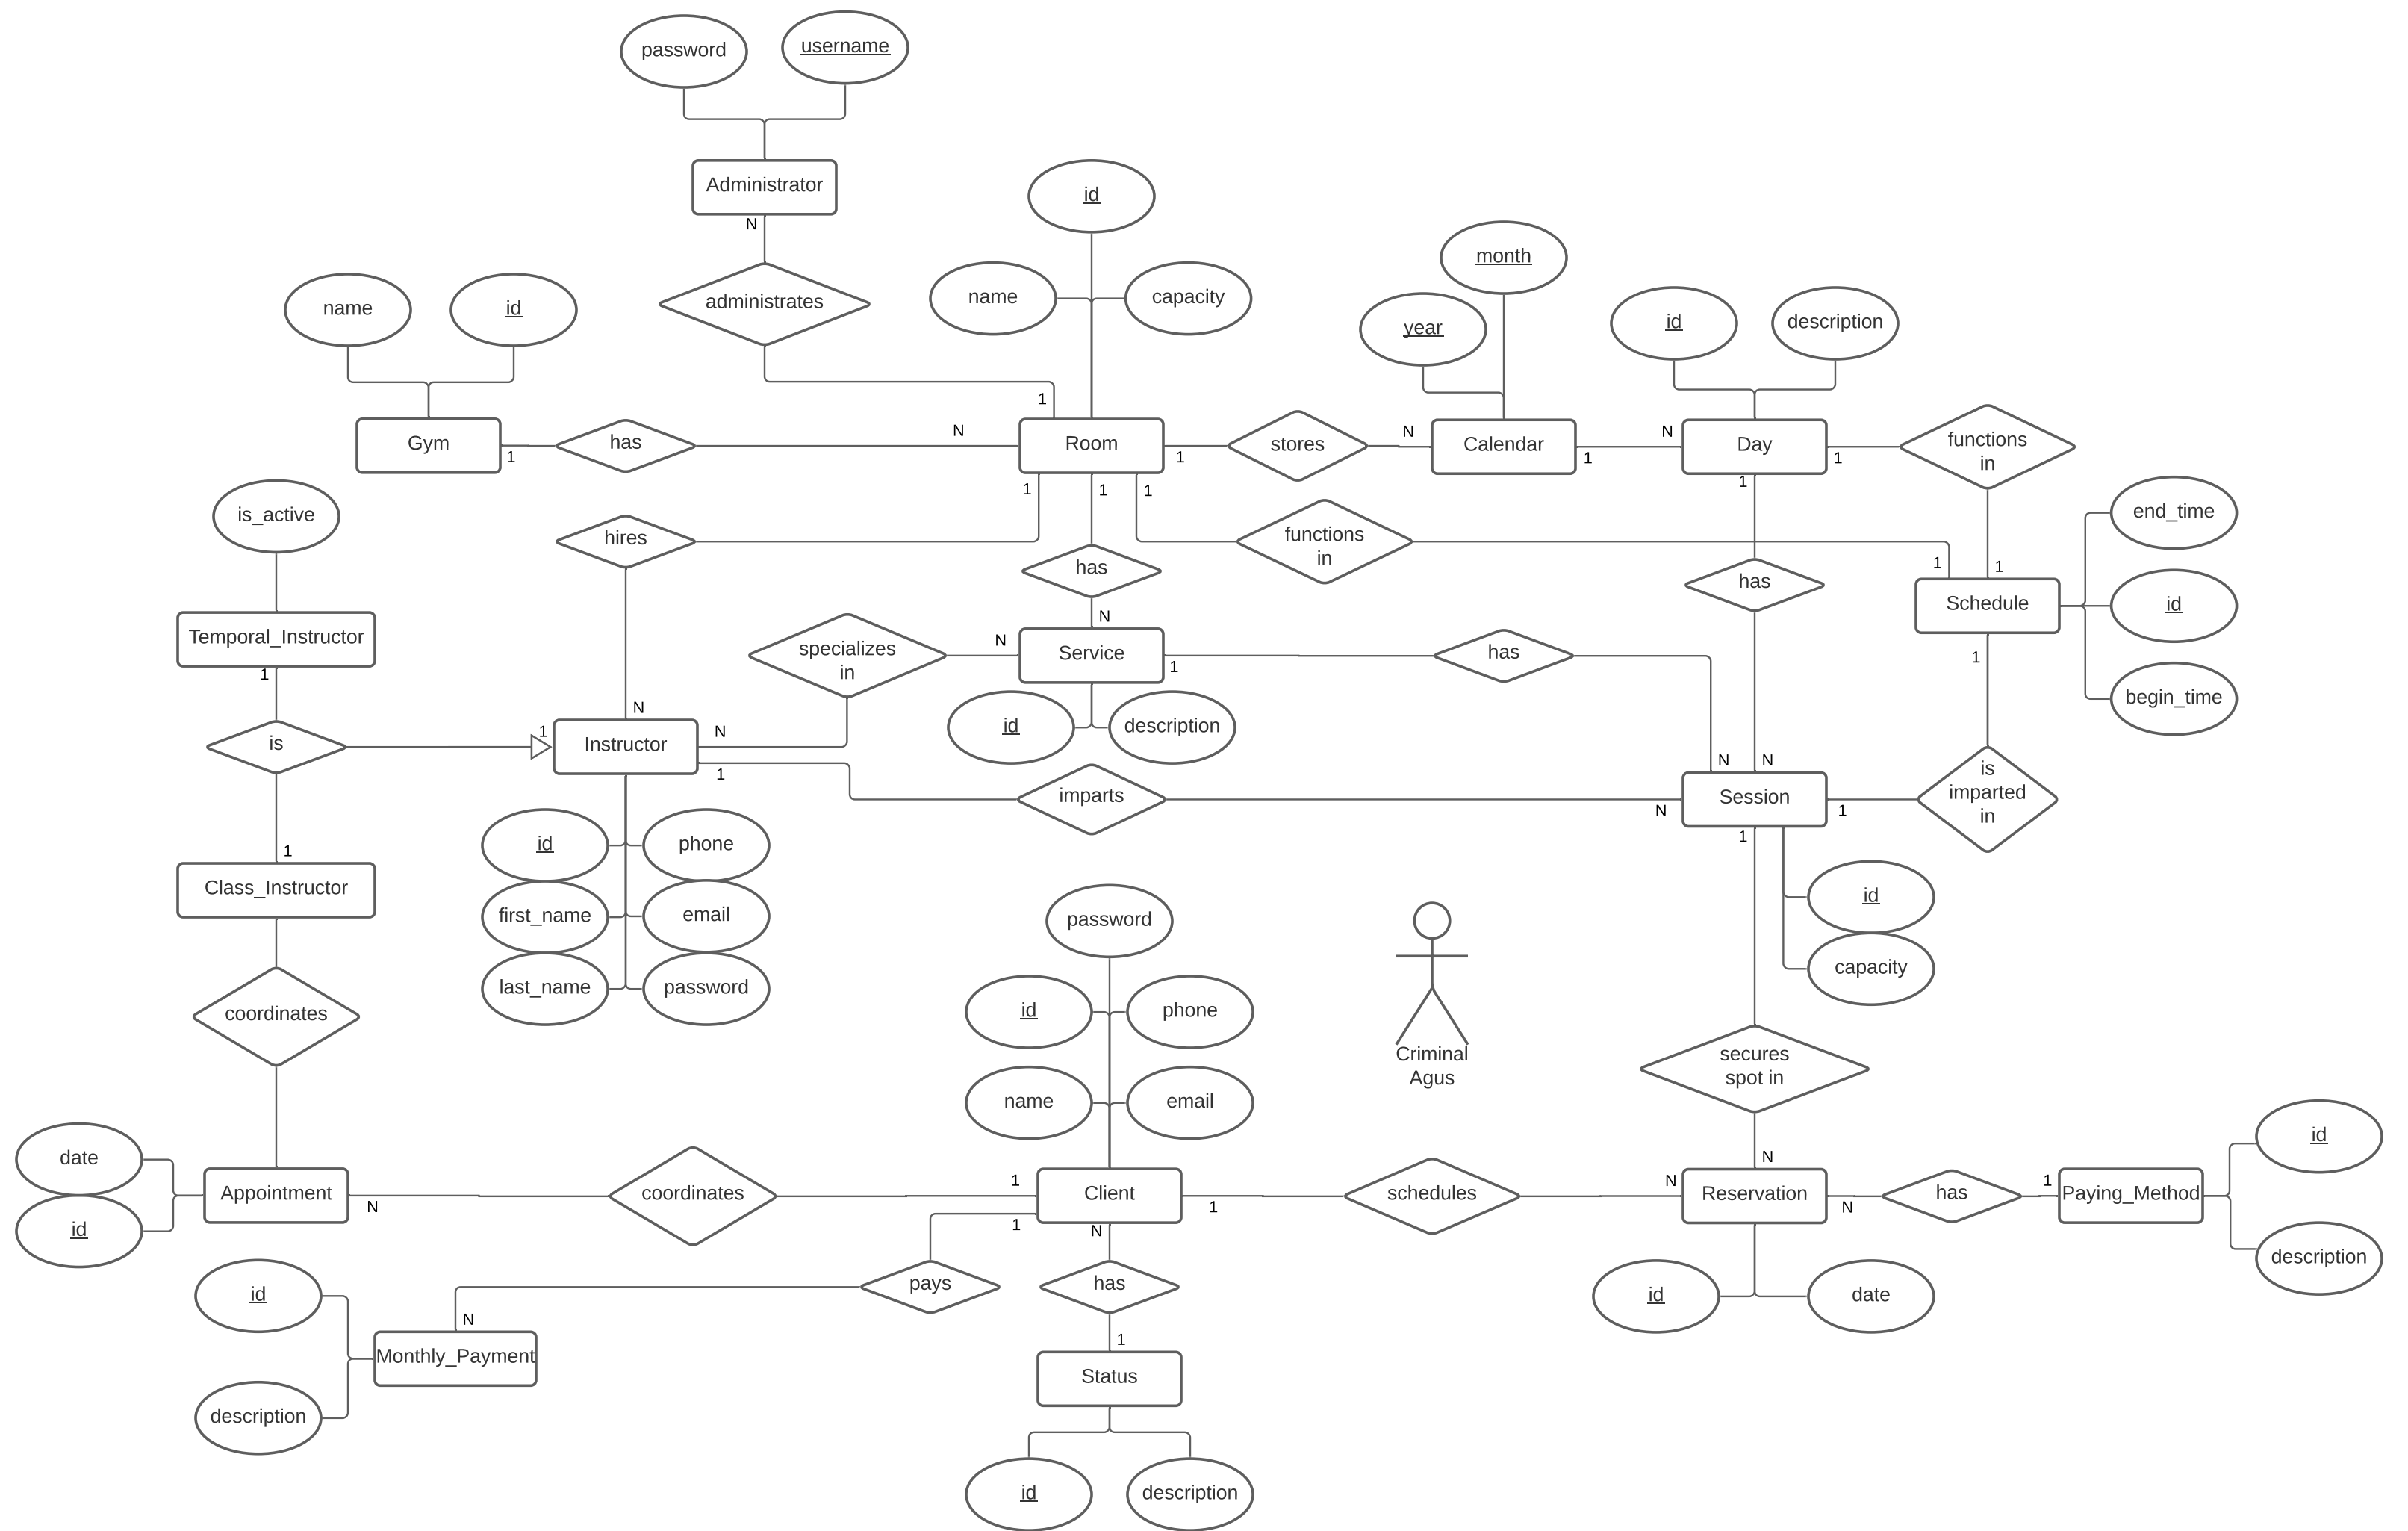 password
username
Administrator
N
id
administrates
name
capacity
month
year
name
id
id
description
1
Gym
1
has
N
Room
1
stores
N
Calendar
1
N
Day
1
functions
in
1
1
1
1
is_active
hires
functions
in
end_time
has
has
1
1
Schedule
id
Temporal_Instructor
1
specializes
in
N
N
Service
1
has
1
id
description
begin_time
is
1
N
Instructor
N
1
imparts
N
N
N
Session
1
is
imparted
in
1
id
phone
1
Class_Instructor
first_name
email
password
id
last_name
password
capacity
coordinates
id
phone
Criminal
Agus
secures
spot in
name
email
date
id
Appointment
N
coordinates
1
Client
1
schedules
N
N
Reservation
N
has
1
Paying_Method
id
description
1
N
id
pays
has
id
date
N
1
Monthly_Payment
Status
description
id
description